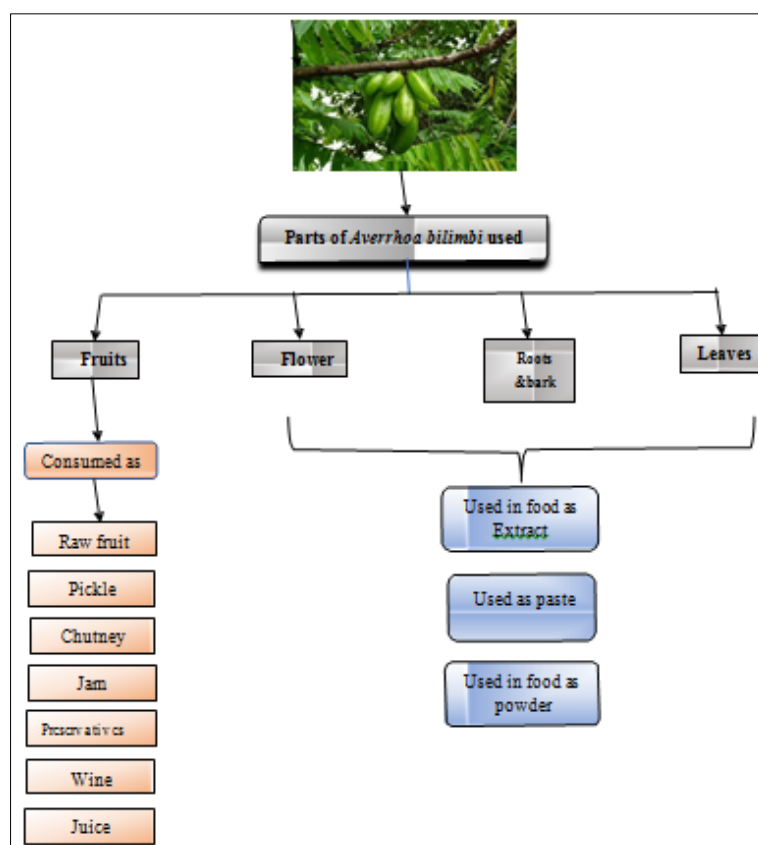 Parts of Averrhoa bilimbi used
Fruits
Flower
Roots
&bark
Leaves
Consumed as
Raw fruit
Pickle
Chutney
Jam
Preservatives
Wine
Juice
Used in food as
Extract
Used as paste
Used in food as
powder